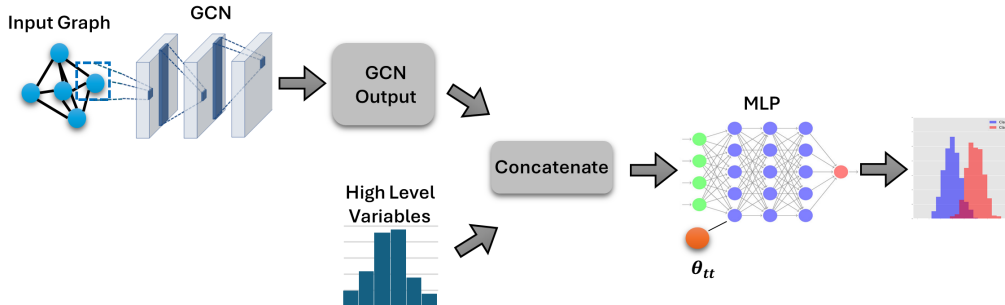 Input Graph
GCN
GCN
Output
High Level
Variables
Concatenate
MLP
θtt